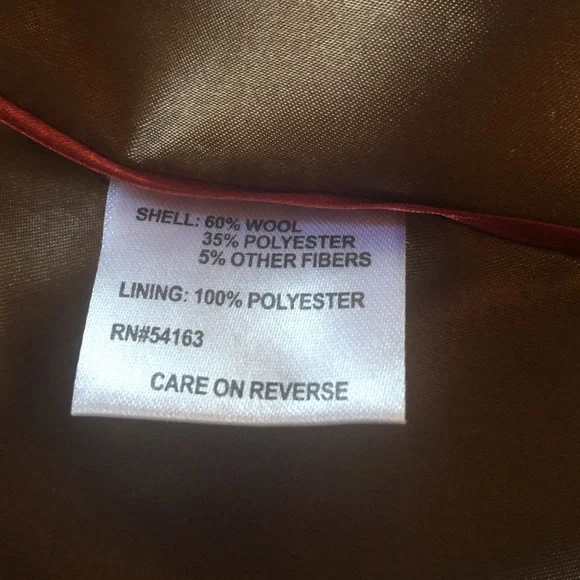 SHELL: 60% WOOL
35% POLYESTER
5% OTHER FIBERS
LINING: 100% POLYESTER
RN#54163
CARE ON REVERSE